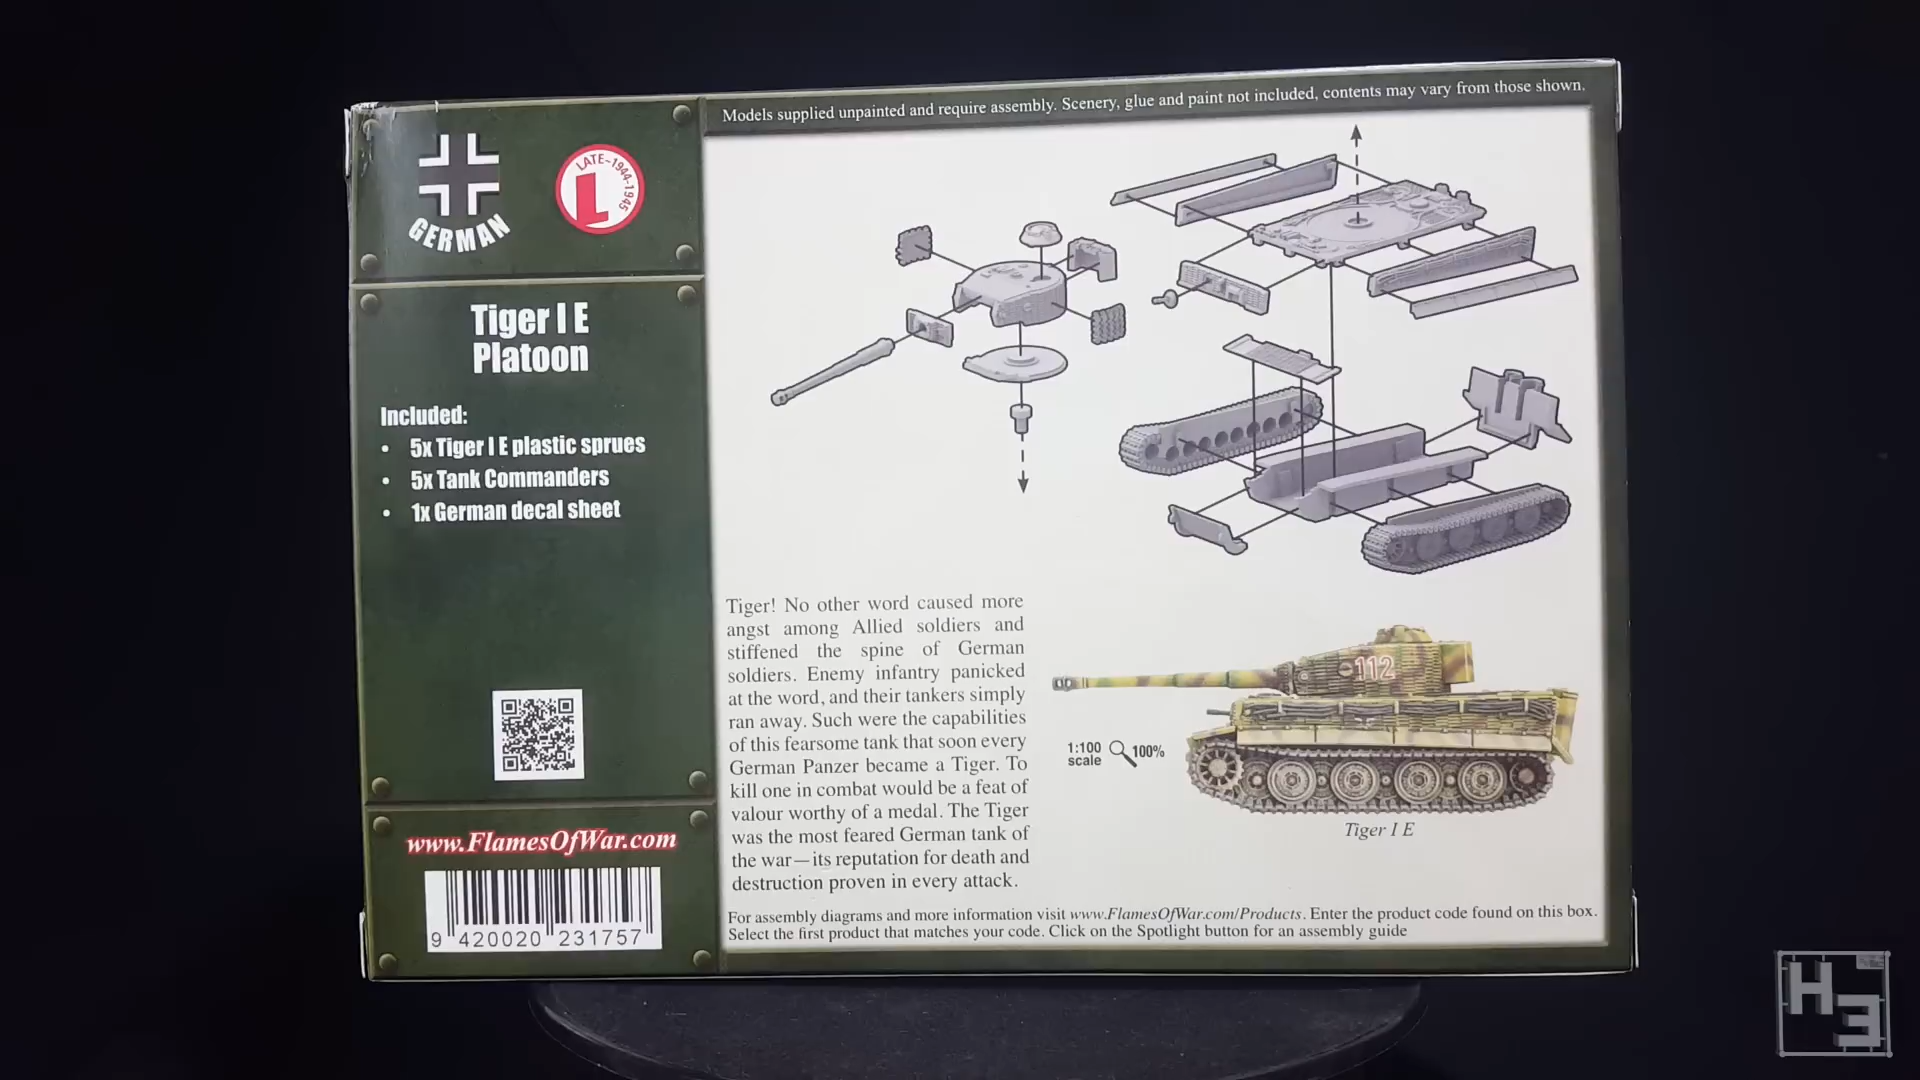 Models supplied unpainted and require assembly. Scenery, glue and paint not included, contents may vary from those shown.
GERMAN
LATE-1944-1945
L
Tiger I E
Platoon
Included:
• 5x Tiger I E plastic sprues
• 5x Tank Commanders
• 1x German decal sheet
www.FlamesOfWar.com
9 420020 231757
Tiger! No other word caused more
angst among Allied soldiers and
stiffened the spine of German
soldiers. Enemy infantry panicked
at the word, and their tankers simply
ran away. Such were the capabilities
of this fearsome tank that soon every
German Panzer became a Tiger. To
kill one in combat would be a feat of
valour worthy of a medal. The Tiger
was the most feared German tank of
the war—its reputation for death and
destruction proven in every attack.
112
1:100
scale
100%
Tiger I E
For assembly diagrams and more information visit www.FlamesOfWar.com/Products. Enter the product code found on this box.
Select the first product that matches your code. Click on the Spotlight button for an assembly guide
H3